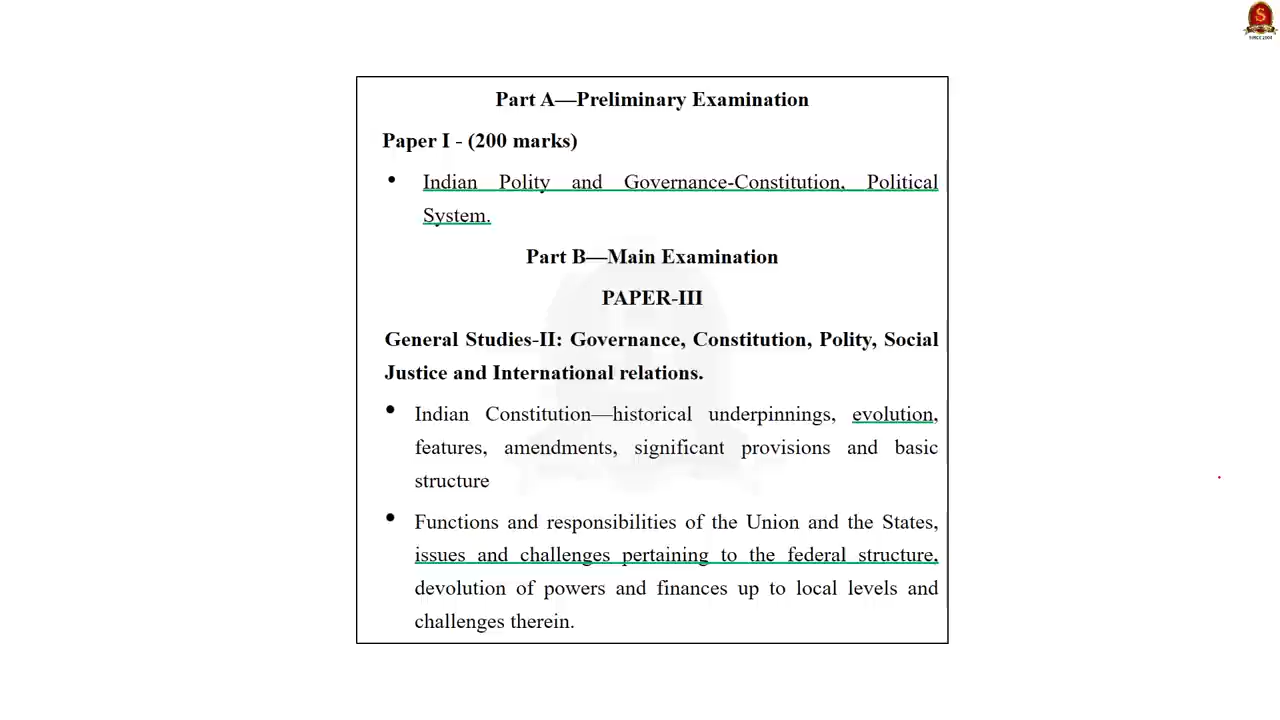 S
SINCE 2004
Part A—Preliminary Examination
Paper I - (200 marks)
• Indian Polity and Governance-Constitution, Political
System.
Part B—Main Examination
PAPER-III
General Studies-II: Governance, Constitution, Polity, Social
Justice and International relations.
• Indian Constitution—historical underpinnings, evolution,
features, amendments, significant provisions and basic
structure
• Functions and responsibilities of the Union and the States,
issues and challenges pertaining to the federal structure,
devolution of powers and finances up to local levels and
challenges therein.